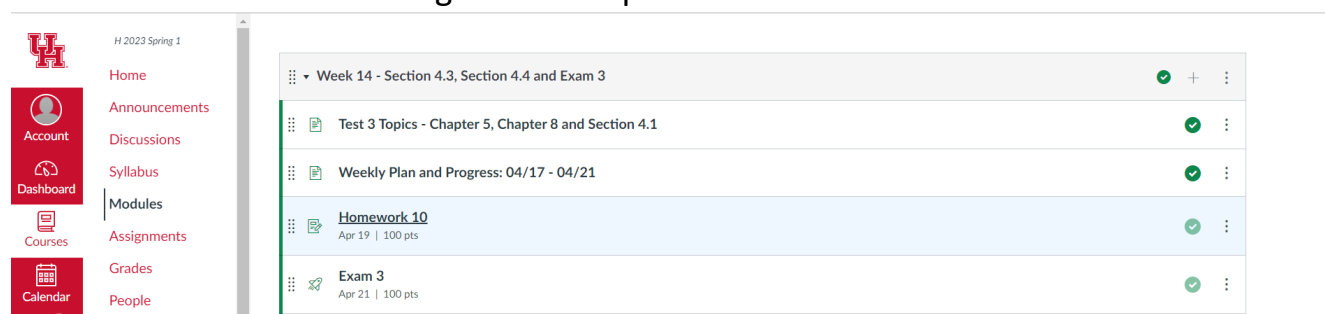 UH
H 2023 Spring 1
Home
Announcements
Discussions
Syllabus
Modules
Assignments
Grades
People
Account
Dashboard
Courses
Calendar
Week 14 - Section 4.3, Section 4.4 and Exam 3
Test 3 Topics - Chapter 5, Chapter 8 and Section 4.1
Weekly Plan and Progress: 04/17 - 04/21
Homework 10
Apr 19 | 100 pts
Exam 3
Apr 21 | 100 pts